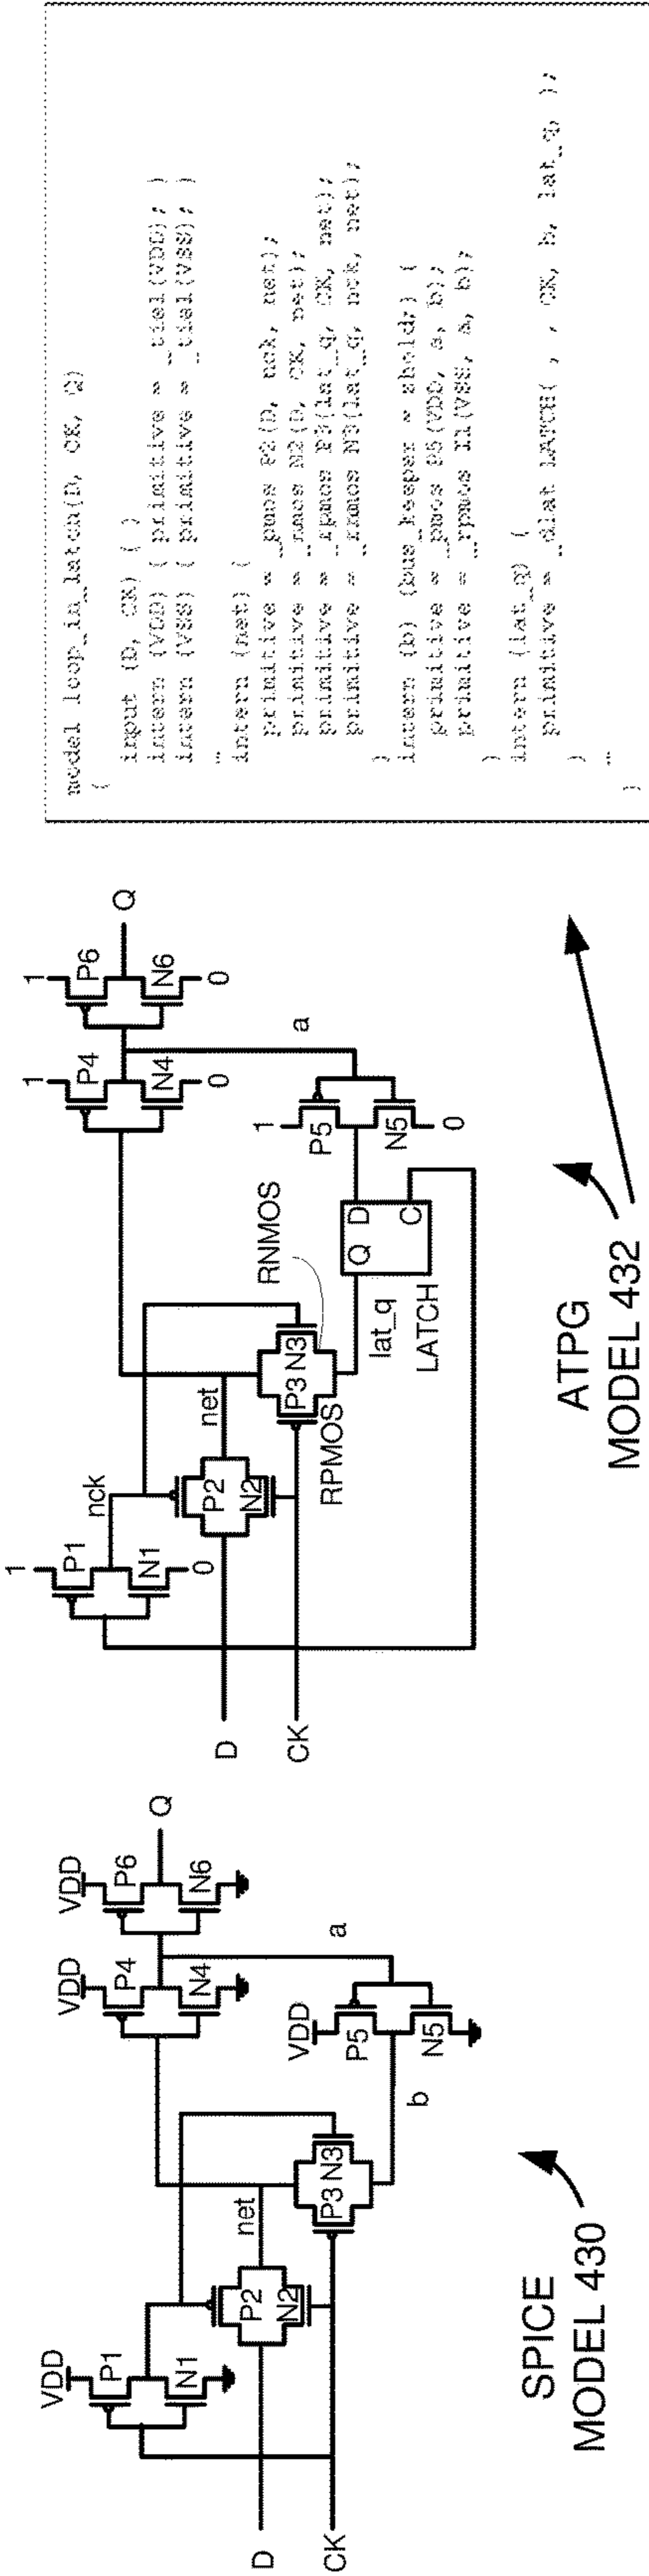 VDD
VDD
VDD
P1
P4
P6
Q
N1
N4
N6
net
P2
N2
a
D
P3
N3
VDD
P5
N5
b
CK
SPICE
MODEL 430
1
1
1
P1
nck
P4
P6
Q
N1
N4
N6
0
0
0
net
P2
N2
a
D
P3
N3
RNMOS
RPMOS
1
P5
N5
0
Q
D
C
lat_q
LATCH
CK
ATPG
MODEL 432
model loop_in_latch(D, CK, Q)
(
input (D, CK) ( )
intern (VDD) ( primitive = _tie1(VDD); )
intern (VSS) ( primitive = _tie1(VSS); )
…
intern (net) (
primitive = _pmos P2(D, nck, net);
primitive = _nmos N2(D, CK, net);
primitive = _rpmos P3(lat_q, CK, net);
primitive = _rnmos N3(lat_q, nck, net);
)
intern (b) (bus_keeper = zhold;) (
primitive = _pmos P5(VDD, a, b);
primitive = _rpmos I1(VSS, a, b);
)
intern (lat_q) (
primitive = _dlat LATCH( , , CK, b, lat_q, );
)
…
)